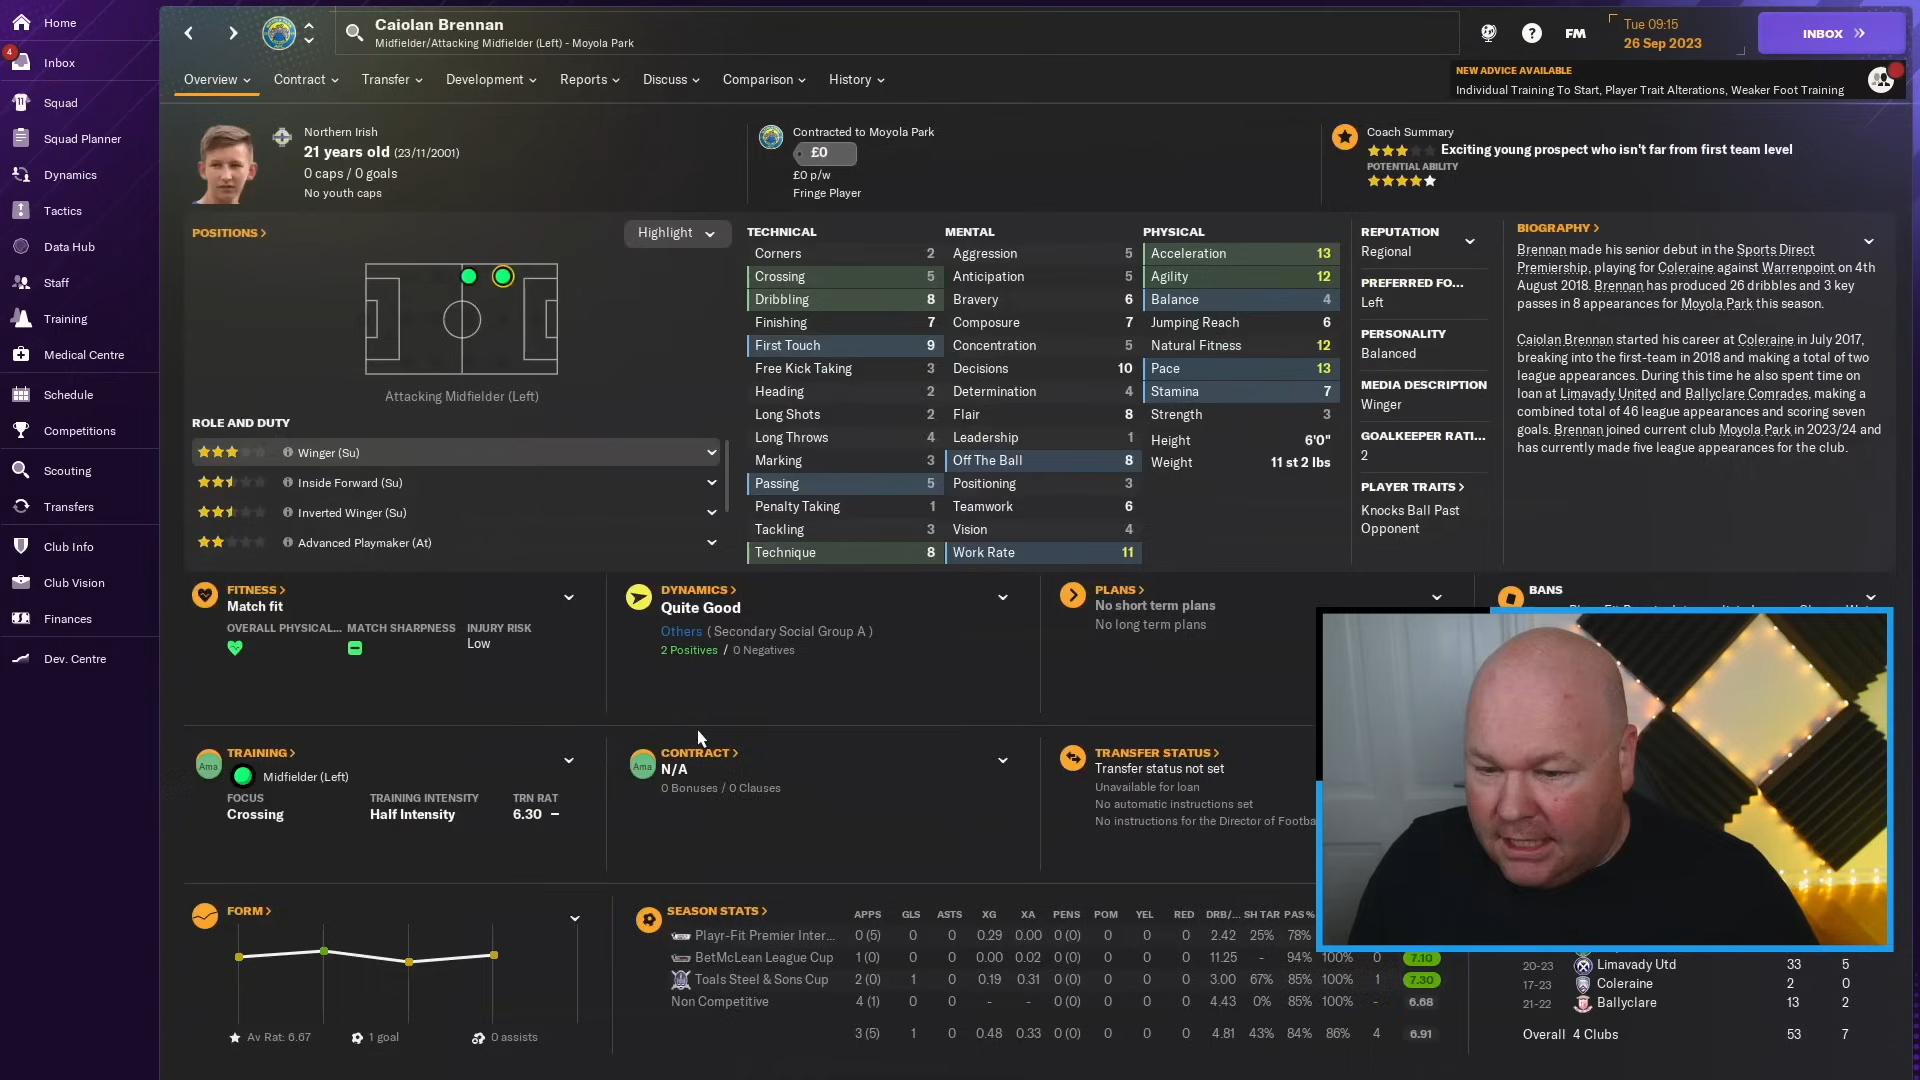 Home
4
Inbox
Squad
Squad Planner
Dynamics
Tactics
Data Hub
Staff
Training
Medical Centre
Schedule
Competitions
Scouting
Transfers
Club Info
Club Vision
Finances
Dev. Centre
Caiolan Brennan
Midfielder/Attacking Midfielder (Left) - Moyola Park
FM
Tue 09:15
26 Sep 2023
INBOX
Overview
Contract
Transfer
Development
Reports
Discuss
Comparison
History
NEW ADVICE AVAILABLE
Individual Training To Start, Player Trait Alterations, Weaker Foot Training
Northern Irish
21 years old (23/11/2001)
0 caps / 0 goals
No youth caps
Contracted to Moyola Park
£0
£0 p/w
Fringe Player
Coach Summary
Exciting young prospect who isn't far from first team level
POTENTIAL ABILITY
POSITIONS >
Highlight
Attacking Midfielder (Left)
ROLE AND DUTY
Winger (Su)
Inside Forward (Su)
Inverted Winger (Su)
Advanced Playmaker (At)
TECHNICAL
Corners 2
Crossing 5
Dribbling 8
Finishing 7
First Touch 9
Free Kick Taking 3
Heading 2
Long Shots 2
Long Throws 4
Marking 3
Passing 5
Penalty Taking 1
Tackling 3
Technique 8
MENTAL
Aggression 5
Anticipation 5
Bravery 6
Composure 7
Concentration 5
Decisions 10
Determination 4
Flair 8
Leadership 1
Off The Ball 8
Positioning 3
Teamwork 6
Vision 4
Work Rate 11
PHYSICAL
Acceleration 13
Agility 12
Balance 4
Jumping Reach 6
Natural Fitness 12
Pace 13
Stamina 7
Strength 3
Height 6'0"
Weight 11 st 2 lbs
REPUTATION
Regional
PREFERRED FO...
Left
PERSONALITY
Balanced
MEDIA DESCRIPTION
Winger
GOALKEEPER RATI...
2
PLAYER TRAITS >
Knocks Ball Past
Opponent
BIOGRAPHY >
Brennan made his senior debut in the Sports Direct
Premiership, playing for Coleraine against Warrenpoint on 4th
August 2018. Brennan has produced 26 dribbles and 3 key
passes in 8 appearances for Moyola Park this season.
Caiolan Brennan started his career at Coleraine in July 2017,
breaking into the first-team in 2018 and making a total of two
league appearances. During this time he also spent time on
loan at Limavady United and Ballyclare Comrades, making a
combined total of 46 league appearances and scoring seven
goals. Brennan joined current club Moyola Park in 2023/24 and
has currently made five league appearances for the club.
FITNESS >
Match fit
OVERALL PHYSICAL... MATCH SHARPNESS INJURY RISK
Low
DYNAMICS >
Quite Good
Others ( Secondary Social Group A )
2 Positives / 0 Negatives
PLANS >
No short term plans
No long term plans
BANS
TRAINING >
Ama
Midfielder (Left)
FOCUS TRAINING INTENSITY TRN RAT
Crossing Half Intensity 6.30 –
CONTRACT >
Ama
N/A
0 Bonuses / 0 Clauses
TRANSFER STATUS >
Transfer status not set
Unavailable for loan
No automatic instructions set
No instructions for the Director of Footba
FORM >
Av Rat: 6.67 1 goal 0 assists
SEASON STATS > APPS GLS ASTS XG XA PENS POM YEL RED DRB/... SH TAR PAS %
Playr-Fit Premier Inter... 0 (5) 0 0 0.29 0.00 0 (0) 0 0 0 2.42 25% 78%
BetMcLean League Cup 1 (0) 0 0 0.00 0.02 0 (0) 0 0 0 11.25 - 94% 100% 0 7.10
Toals Steel & Sons Cup 2 (0) 1 0 0.19 0.31 0 (0) 0 0 0 3.00 67% 85% 100% 1 7.30
Non Competitive 4 (1) 0 0 - - 0 (0) 0 0 0 4.43 0% 85% 100% - 6.68
3 (5) 1 0 0.48 0.33 0 (0) 0 0 0 4.81 43% 84% 86% 4 6.91
20-23 Limavady Utd 33 5
17-23 Coleraine 2 0
21-22 Ballyclare 13 2
Overall 4 Clubs 53 7